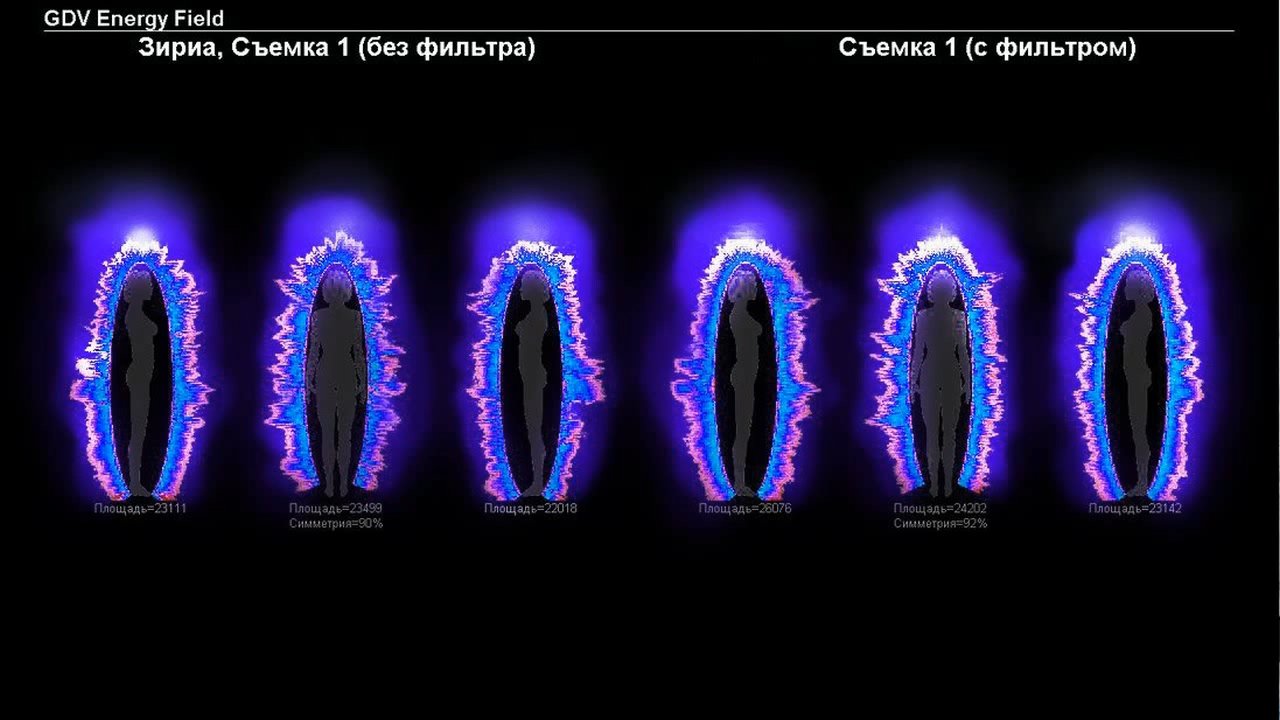 GDV Energy Field
Зириа, Съемка 1 (без фильтра)
Съемка 1 (с фильтром)
Площадь=23111
Площадь=23499
Симметрия=90%
Площадь=22018
Площадь=26076
Площадь=24202
Симметрия=92%
Площадь=23142